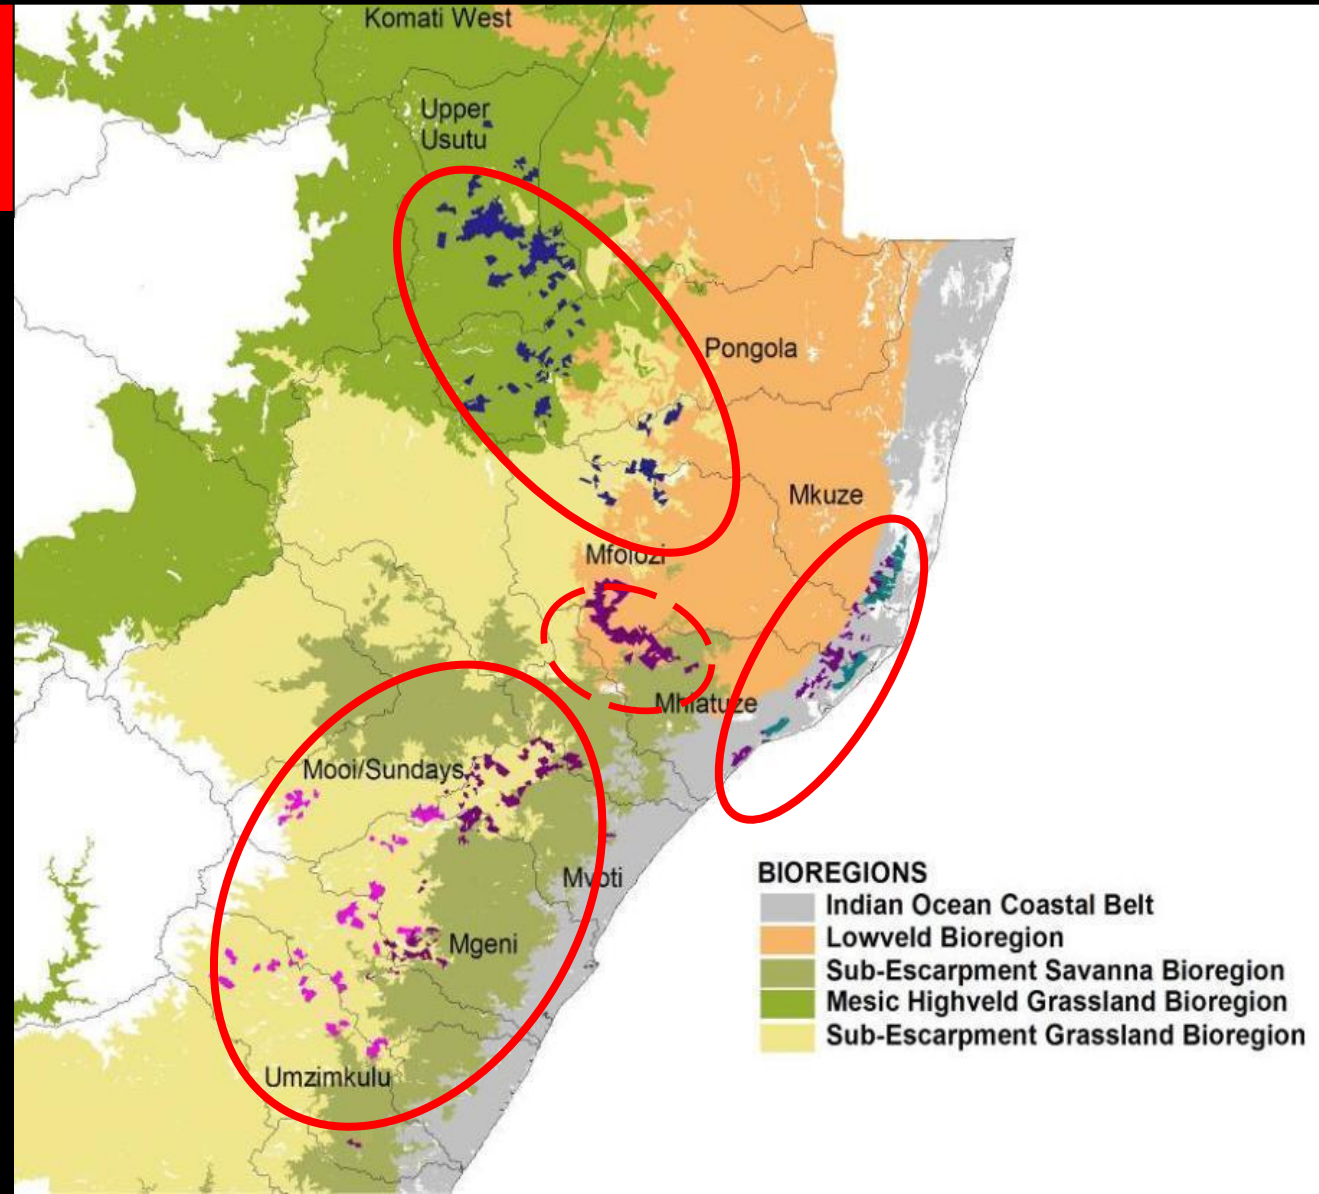 Komati West
Upper
Usutu
Pongola
Mkuze
Mfolozi
Mhlatuze
Mooi/Sundays
Mvoti
Mgeni
Umzimkulu
BIOREGIONS
Indian Ocean Coastal Belt
Lowveld Bioregion
Sub-Escarpment Savanna Bioregion
Mesic Highveld Grassland Bioregion
Sub-Escarpment Grassland Bioregion